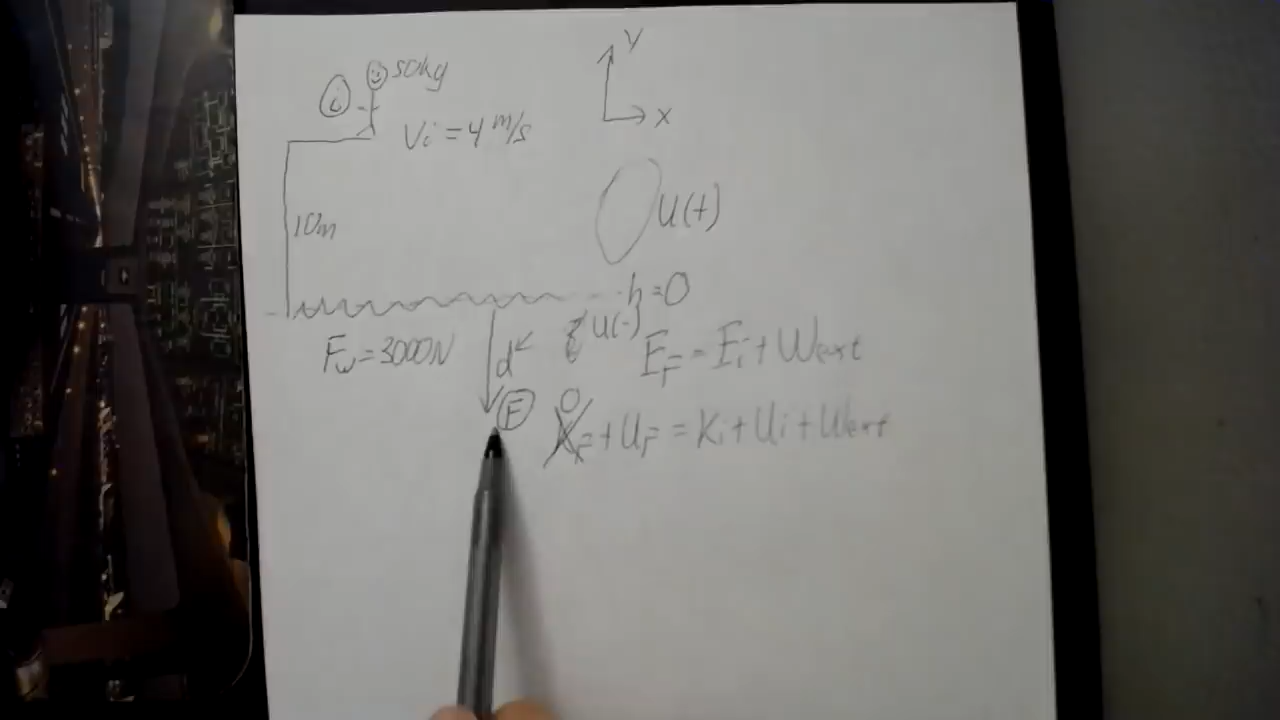 Y
i 50kg
Vi = 4 m/s
X
10m
U(+)
h=0
U(-)
Fw = 3000N
d
EF = Ei + Wext
F
0
KF + UF = Ki + Ui + Wext